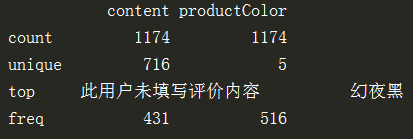 content productColor
count 1174 1174
unique 716 5
top 此用户未填写评价内容 幻夜黑
freq 431 516